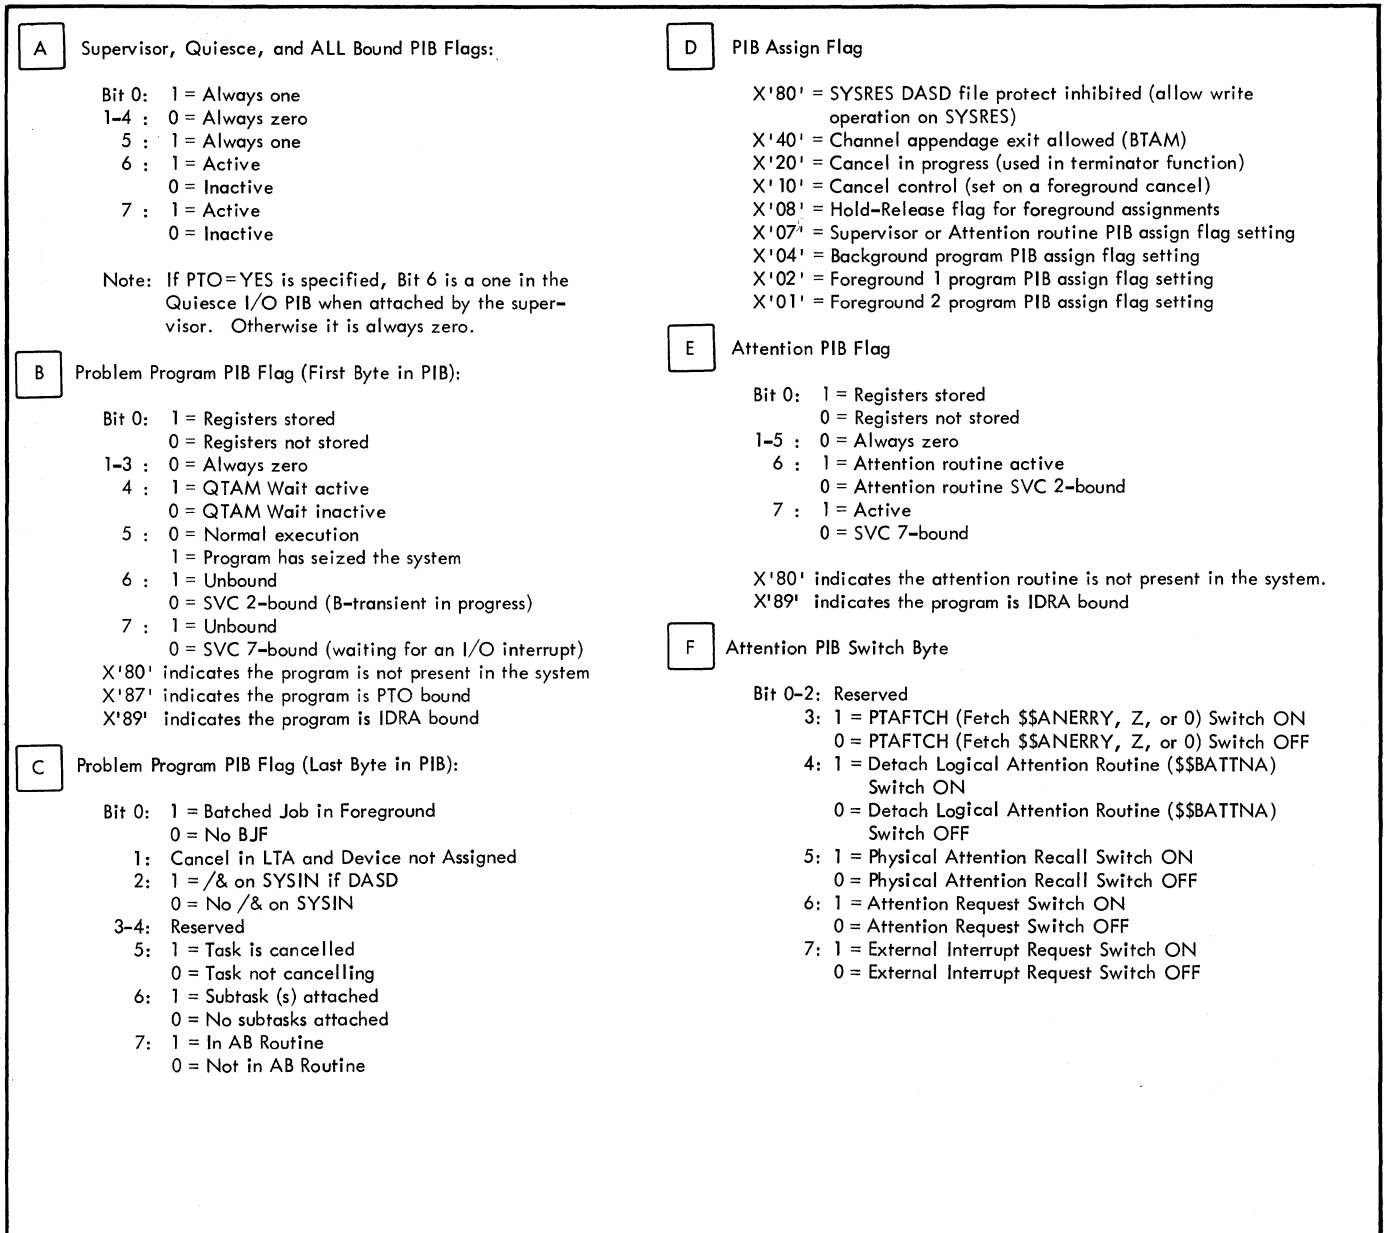 A Supervisor, Quiesce, and ALL Bound PIB Flags:
Bit 0: 1 = Always one
1-4 : 0 = Always zero
5 : 1 = Always one
6 : 1 = Active
0 = Inactive
7 : 1 = Active
0 = Inactive
Note: If PTO=YES is specified, Bit 6 is a one in the
Quiesce I/O PIB when attached by the super-
visor. Otherwise it is always zero.
B Problem Program PIB Flag (First Byte in PIB):
Bit 0: 1 = Registers stored
0 = Registers not stored
1-3 : 0 = Always zero
4 : 1 = QTAM Wait active
0 = QTAM Wait inactive
5 : 0 = Normal execution
1 = Program has seized the system
6 : 1 = Unbound
0 = SVC 2-bound (B-transient in progress)
7 : 1 = Unbound
0 = SVC 7-bound (waiting for an I/O interrupt)
X'80' indicates the program is not present in the system
X'87' indicates the program is PTO bound
X'89' indicates the program is IDRA bound
C Problem Program PIB Flag (Last Byte in PIB):
Bit 0: 1 = Batched Job in Foreground
0 = No BJF
1: Cancel in LTA and Device not Assigned
2: 1 = /& on SYSIN if DASD
0 = No /& on SYSIN
3-4: Reserved
5: 1 = Task is cancelled
0 = Task not cancelling
6: 1 = Subtask (s) attached
0 = No subtasks attached
7: 1 = In AB Routine
0 = Not in AB Routine
D PIB Assign Flag
X'80' = SYSRES DASD file protect inhibited (allow write
operation on SYSRES)
X'40' = Channel appendage exit allowed (BTAM)
X'20' = Cancel in progress (used in terminator function)
X'10' = Cancel control (set on a foreground cancel)
X'08' = Hold-Release flag for foreground assignments
X'07' = Supervisor or Attention routine PIB assign flag setting
X'04' = Background program PIB assign flag setting
X'02' = Foreground 1 program PIB assign flag setting
X'01' = Foreground 2 program PIB assign flag setting
E Attention PIB Flag
Bit 0: 1 = Registers stored
0 = Registers not stored
1-5 : 0 = Always zero
6 : 1 = Attention routine active
0 = Attention routine SVC 2-bound
7 : 1 = Active
0 = SVC 7-bound
X'80' indicates the attention routine is not present in the system.
X'89' indicates the program is IDRA bound
F Attention PIB Switch Byte
Bit 0-2: Reserved
3: 1 = PTAFTCH (Fetch $$ANERRY, Z, or 0) Switch ON
0 = PTAFTCH (Fetch $$ANERRY, Z, or 0) Switch OFF
4: 1 = Detach Logical Attention Routine ($$BATTNA)
Switch ON
0 = Detach Logical Attention Routine ($$BATTNA)
Switch OFF
5: 1 = Physical Attention Recall Switch ON
0 = Physical Attention Recall Switch OFF
6: 1 = Attention Request Switch ON
0 = Attention Request Switch OFF
7: 1 = External Interrupt Request Switch ON
0 = External Interrupt Request Switch OFF